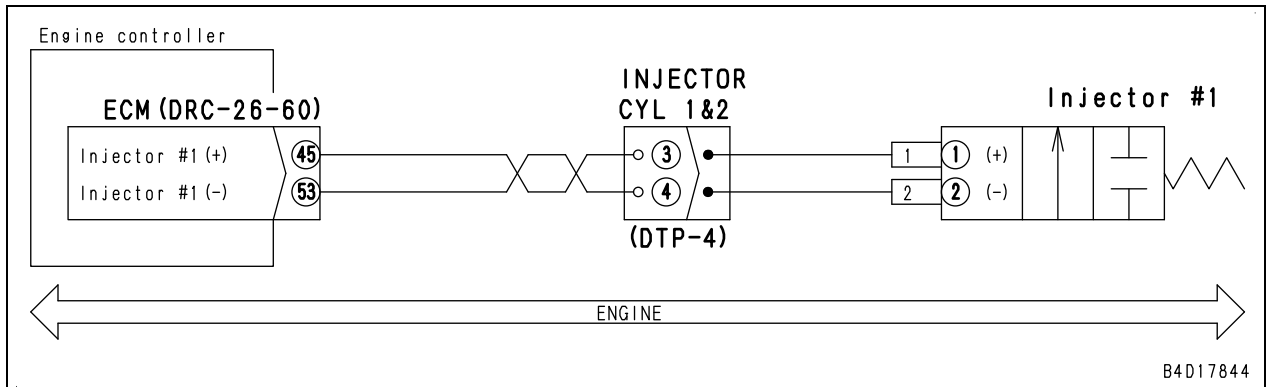 Engine controller
ECM(DRC-26-60)
Injector #1(+) 45
Injector #1(-) 53
INJECTOR
CYL 1&2
3
4
(DTP-4)
Injector #1
1 1 (+)
2 2 (-)
ENGINE
B4D17844